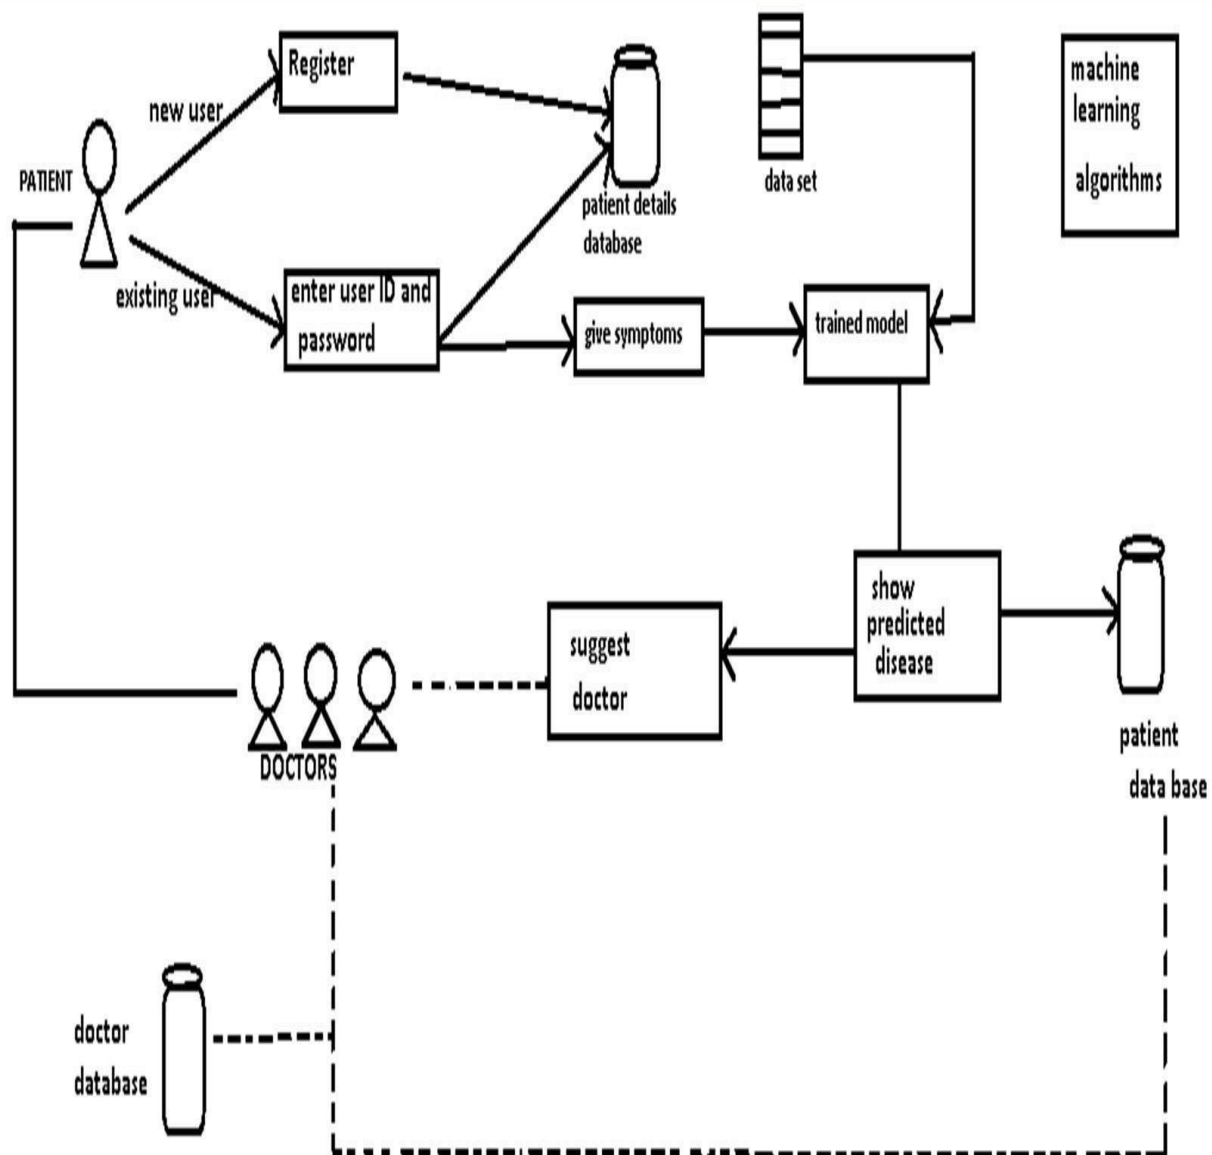 Register
new user
PATIENT
existing user
enter user ID and
password
patient details
database
data set
machine
learning
algorithms
give symptoms
trained model
show
predicted
disease
suggest
doctor
DOCTORS
patient
data base
doctor
database